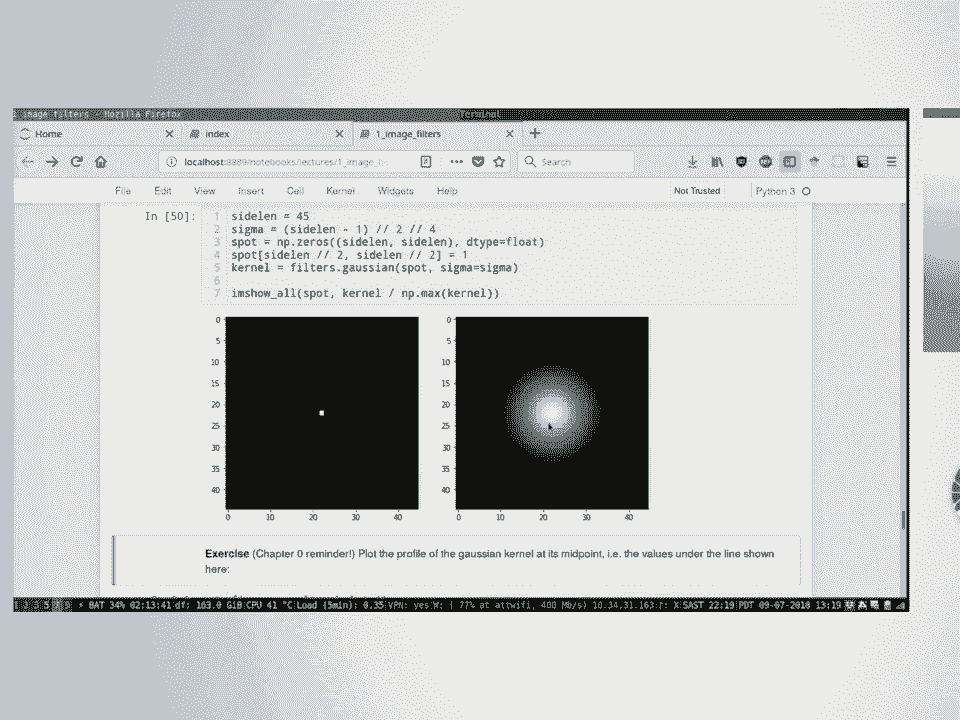 1 image filters - Mozilla Firefox Terminal
Home index 1_image_filters
localhost:8889/notebooks/lectures/1_image_fi Search
File Edit View Insert Cell Kernel Widgets Help Not Trusted Python 3
In [50]:
1 sidelen = 45
2 sigma = (sidelen - 1) // 2 // 4
3 spot = np.zeros((sidelen, sidelen), dtype=float)
4 spot[sidelen // 2, sidelen // 2] = 1
5 kernel = filters.gaussian(spot, sigma=sigma)
6
7 imshow_all(spot, kernel / np.max(kernel))
0 0
5 5
10 10
15 15
20 20
25 25
30 30
35 35
40 40
0 10 20 30 40 0 10 20 30 40
Exercise (Chapter 0 reminder!) Plot the profile of the gaussian kernel at its midpoint, i.e. the values under the line shown
here:
BAT 34% 02:13:41 df: 163.0 GiB CPU 41 °C Load (5min): 0.35 VPN: yes W: ( 77% at attwifi, 400 Mb/s) 10.34.31.163 SAST 22:19 PDT 09-07-2018 13:19